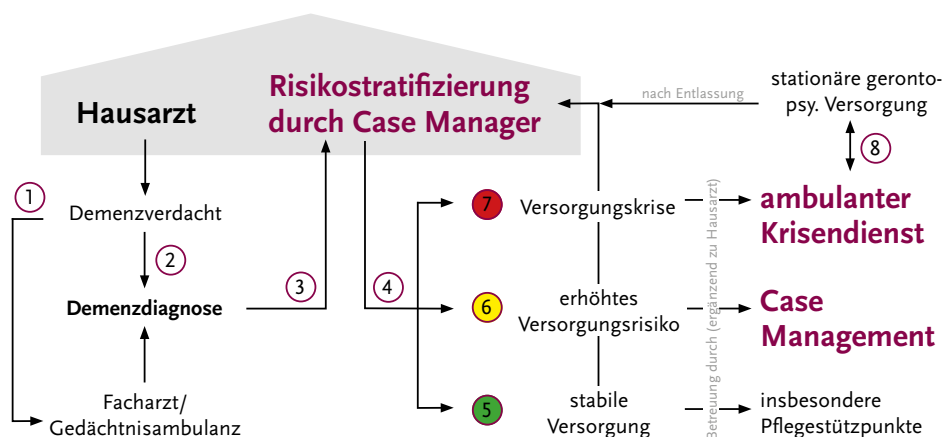 Hausarzt
Risikostratifizierung
durch Case Manager
nach Entlassung
stationäre geronto-
psy. Versorgung
8
1
Demenzverdacht
2
Demenzdiagnose
3
4
Facharzt/
Gedächtnisambulanz
7
Versorgungskrise
ambulanter
Krisendienst
6
erhöhtes
Versorgungsrisiko
Case
Management
5
stabile
Versorgung
insbesondere
Pflegestützpunkte
Betreuung durch (ergänzend zu Hausarzt)